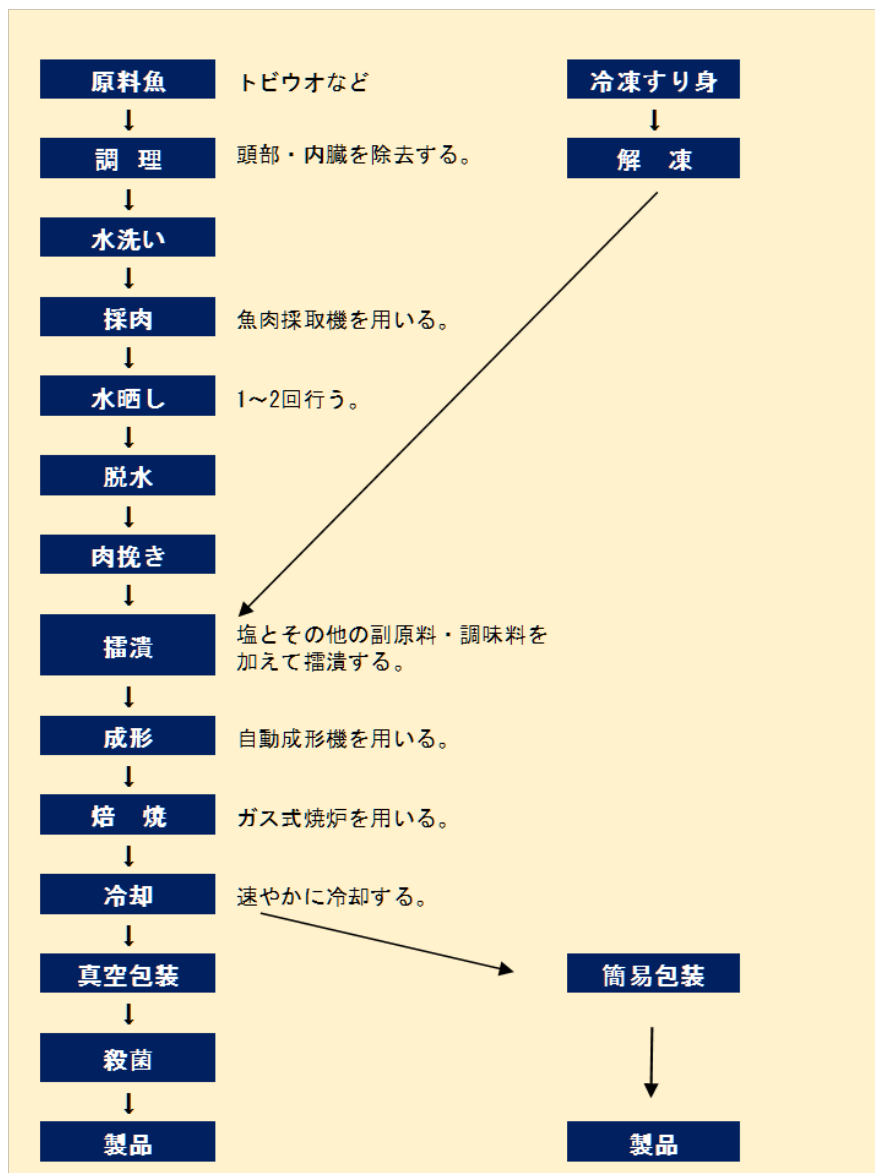 原料魚 トビウオなど 冷凍すり身
↓ ↓
調 理 頭部・内臓を除去する。 解 凍
↓
水洗い
↓
採肉 魚肉採取機を用いる。
↓
水晒し 1～2回行う。
↓
脱水
↓
肉挽き
↓
擂潰 塩とその他の副原料・調味料を
加えて擂潰する。
↓
成形 自動成形機を用いる。
↓
焙 焼 ガス式焼炉を用いる。
↓
冷却 速やかに冷却する。
↓
真空包装 簡易包装
↓
殺菌
↓
製品 製品